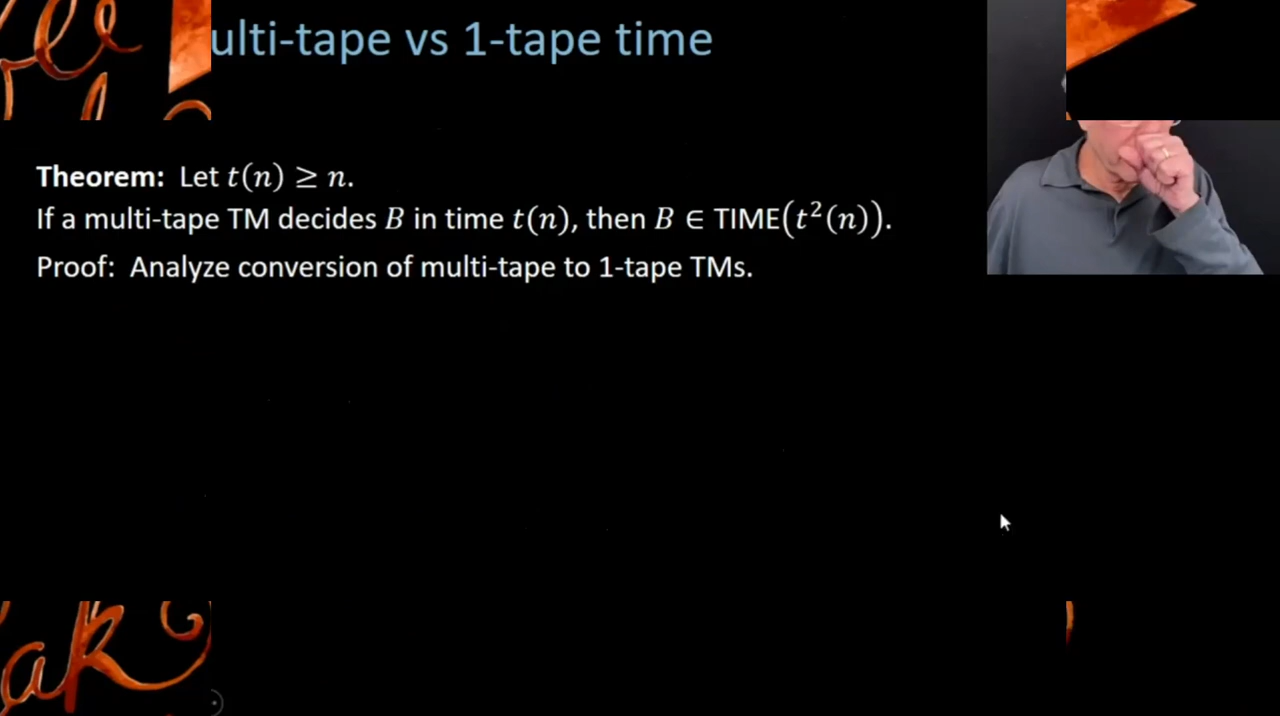 ulti-tape vs 1-tape time
Theorem: Let t(n) ≥ n.
If a multi-tape TM decides B in time t(n), then B ∈ TIME(t²(n)).
Proof: Analyze conversion of multi-tape to 1-tape TMs.